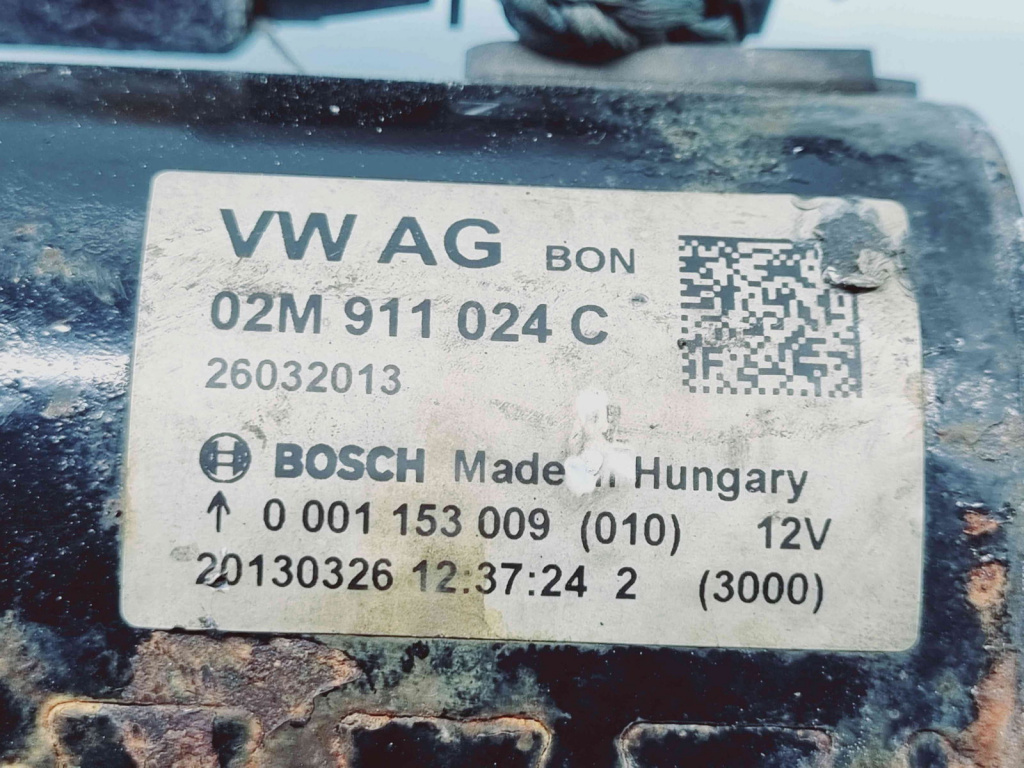 VW AG BON
02M 911 024 C
26032013
BOSCH Made in Hungary
↑ 0 001 153 009 (010) 12V
20130326 12:37:24 2 (3000)